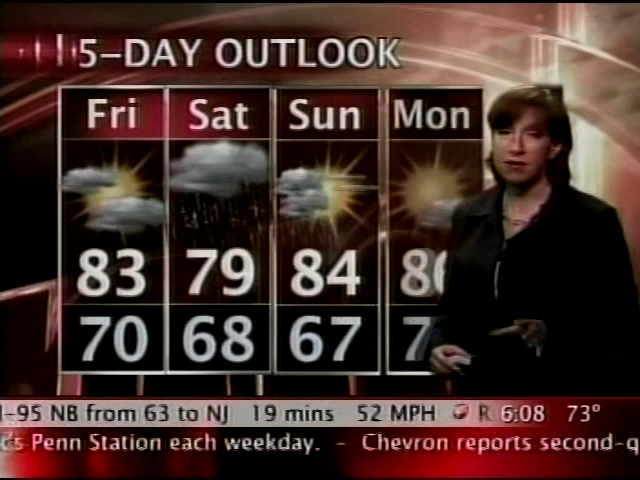 5-DAY OUTLOOK
Fri Sat Sun Mon
83 79 84
70 68 67
-95 NB from 63 to NJ 19 mins 52 MPH R 6:08 73°
Penn Station each weekday. - Chevron reports second-q